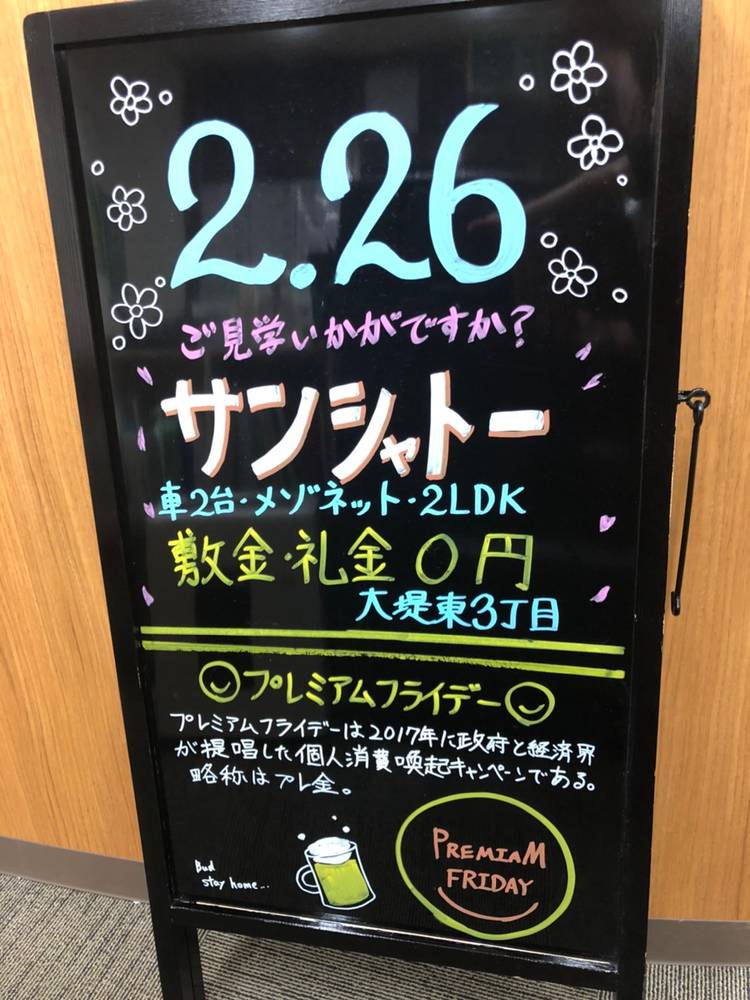 2.26
ご見学いかがですか?
サンシャトー
車2台・メゾネット・2LDK
敷金・礼金0円
大堤東3丁目
プレミアムフライデー
プレミアムフライデーは2017年に政府と経済界
が提唱した個人消費喚起キャンペーンである。
略称はプレ金。
Bud
stay home...
PREMIAM
FRIDAY